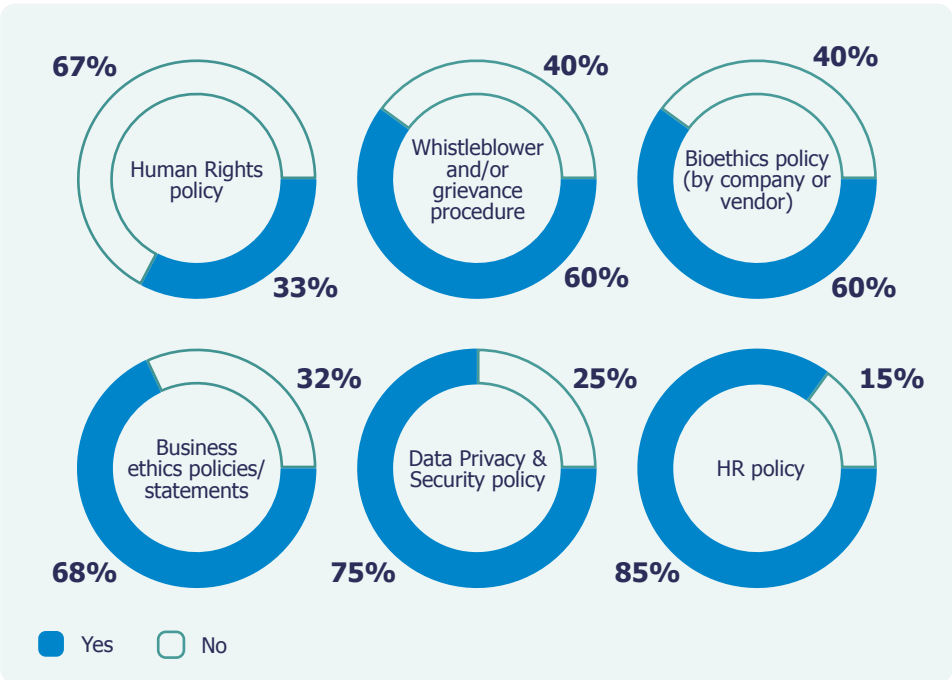 67%
Human Rights
policy
33%
40%
Whistleblower
and/or
grievance
procedure
60%
40%
Bioethics policy
(by company or
vendor)
60%
32%
Business
ethics policies/
statements
68%
25%
Data Privacy &
Security policy
75%
15%
HR policy
85%
Yes
No